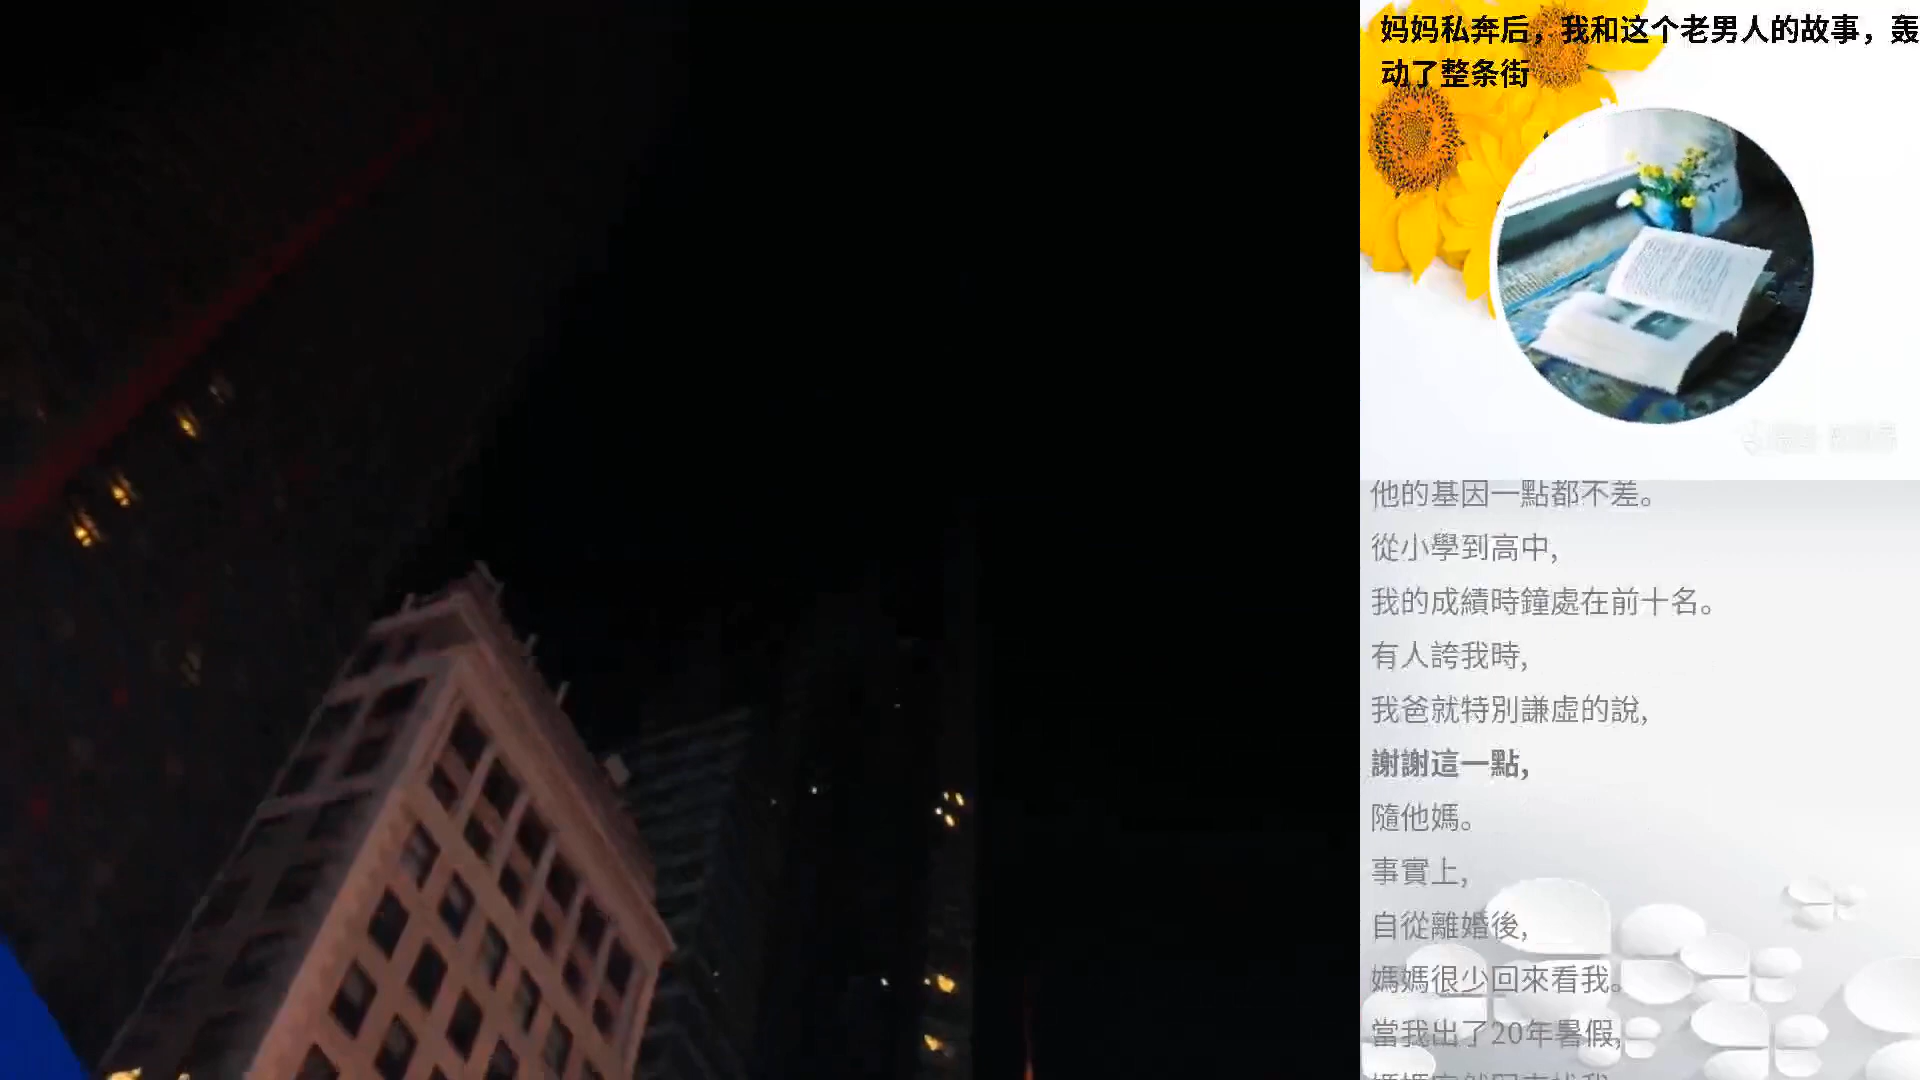 妈妈私奔后，我和这个老男人的故事，轰
动了整条街
他的基因一點都不差。
從小學到高中,
我的成績時鐘處在前十名。
有人誇我時,
我爸就特別謙虛的說,
謝謝這一點,
隨他媽。
事實上,
自從離婚後,
媽媽很少回來看我。
當我出了20年暑假,